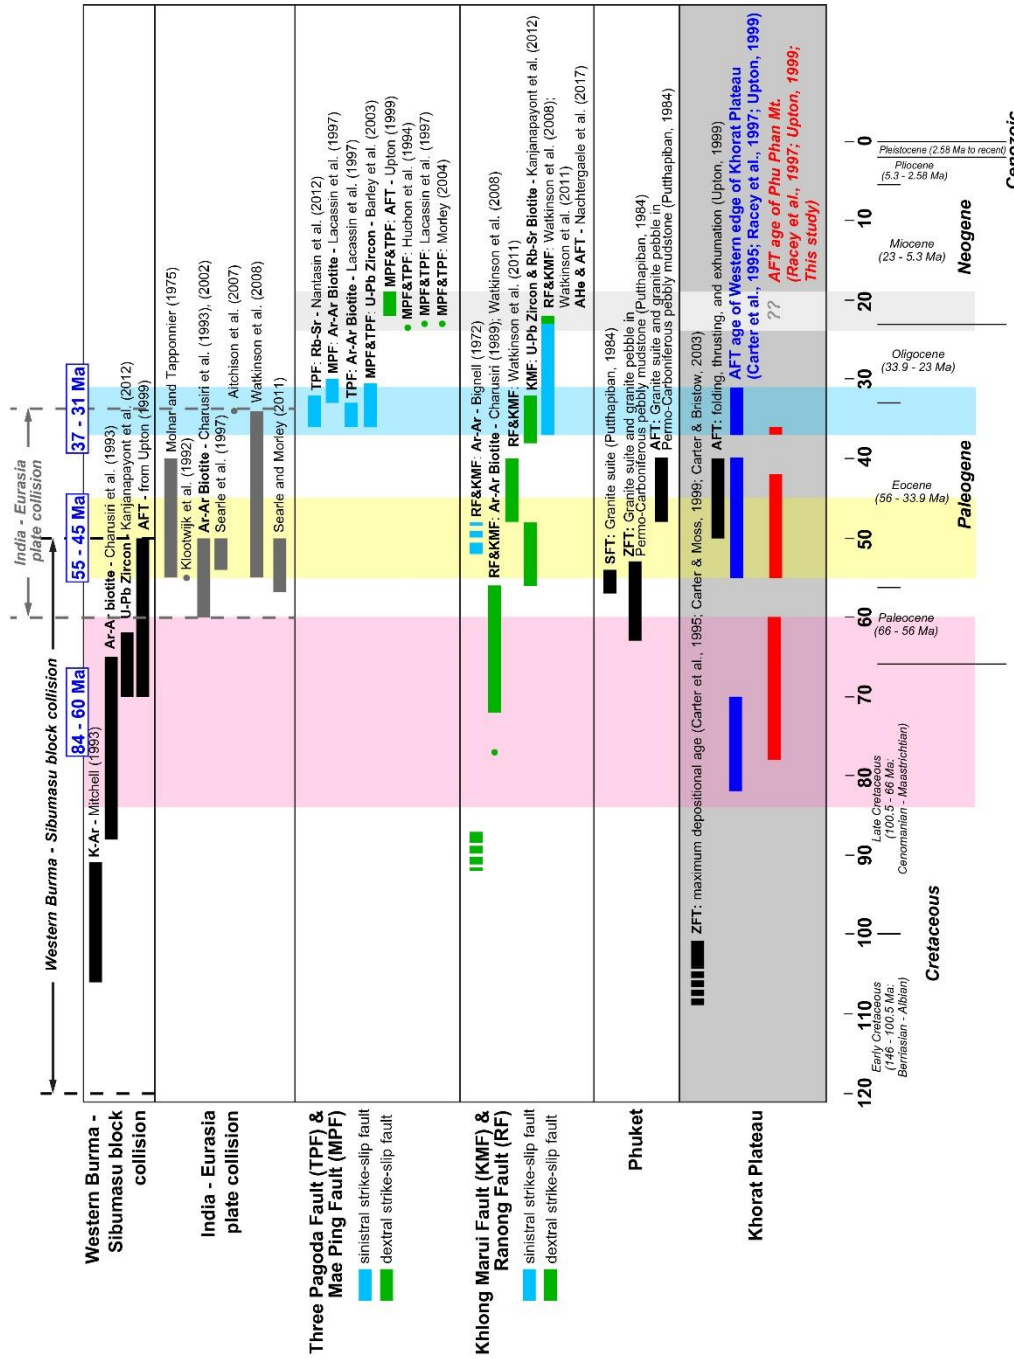 Western Burma - Sibumasu block collision
India - Eurasia
plate collision
84 - 60 Ma
55 - 45 Ma
37 - 31 Ma
Western Burma -
Sibumasu block
collision
K-Ar - Mitchell (1993)
Ar-Ar biotite - Charusiri et al. (1993)
U-Pb Zircon - Kanjanapayont et al. (2012)
AFT - from Upton (1999)
India - Eurasia
plate collision
Molnar and Tapponnier (1975)
Klootwijk et al. (1992)
Ar-Ar Biotite - Charusiri et al. (1993), (2002)
Searle et al. (1997)
Aitchison et al. (2007)
Watkinson et al. (2008)
Searle and Morley (2011)
Three Pagoda Fault (TPF) &
Mae Ping Fault (MPF)
sinistral strike-slip fault
dextral strike-slip fault
TPF: Rb-Sr - Nantasin et al. (2012)
MPF: Ar-Ar Biotite - Lacassin et al. (1997)
TPF: Ar-Ar Biotite - Lacassin et al. (1997)
MPF&TPF: U-Pb Zircon - Barley et al. (2003)
MPF&TPF: AFT - Upton (1999)
MPF&TPF: Huchon et al. (1994)
MPF&TPF: Lacassin et al. (1997)
MPF&TPF: Morley (2004)
Khlong Marui Fault (KMF) &
Ranong Fault (RF)
sinistral strike-slip fault
dextral strike-slip fault
RF&KMF: Ar-Ar - Bignell (1972)
RF&KMF: Ar-Ar Biotite - Charusiri (1989); Watkinson et al. (2008)
RF&KMF: Watkinson et al. (2011)
KMF: U-Pb Zircon & Rb-Sr Biotite - Kanjanapayont et al. (2012)
RF&KMF: Watkinson et al. (2008);
Watkinson et al. (2011)
AHe & AFT - Nachtergaele et al. (2017)
Phuket
SFT: Granite suite (Putthapiban, 1984)
ZFT: Granite suite and granite pebble in
Permo-Carboniferous pebbly mudstone (Putthapiban, 1984)
AFT: Granite suite and granite pebble in
Permo-Carboniferous pebbly mudstone (Putthapiban, 1984)
Khorat Plateau
ZFT: maximum depositional age (Carter et al., 1995; Carter & Moss, 1999; Carter & Bristow, 2003)
AFT: folding, thrusting, and exhumation (Upton, 1999)
AFT age of Western edge of Khorat Plateau
(Carter et al., 1995; Racey et al., 1997; Upton, 1999)
??
AFT age of Phu Phan Mt.
(Racey et al., 1997; Upton, 1999;
This study)
120
110
100
90
80
70
60
50
40
30
20
10
0
Early Cretaceous
(146 - 100.5 Ma:
Berriasian - Albian)
Late Cretaceous
(100.5 - 66 Ma:
Cenomanian - Maastrichtian)
Paleocene
(66 - 56 Ma)
Eocene
(56 - 33.9 Ma)
Oligocene
(33.9 - 23 Ma)
Miocene
(23 - 5.3 Ma)
Pliocene
(5.3 - 2.58 Ma)
Pleistocene (2.58 Ma to recent)
Cretaceous
Paleogene
Neogene
Cenozoic